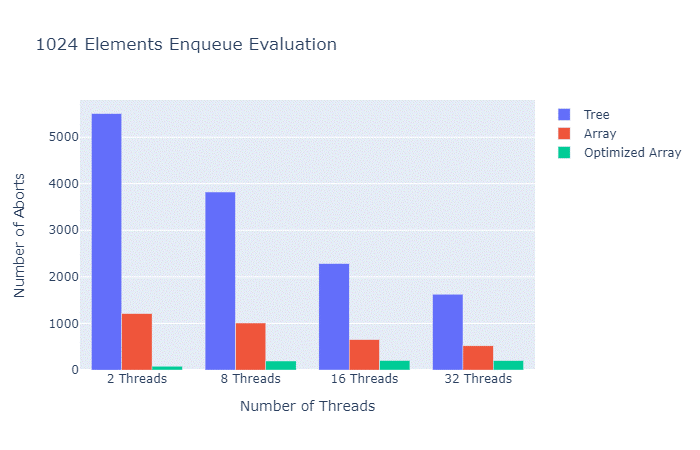 1024 Elements Enqueue Evaluation
Tree
Array
Optimized Array
5000
4000
3000
2000
1000
0
Number of Aborts
2 Threads
8 Threads
16 Threads
32 Threads
Number of Threads